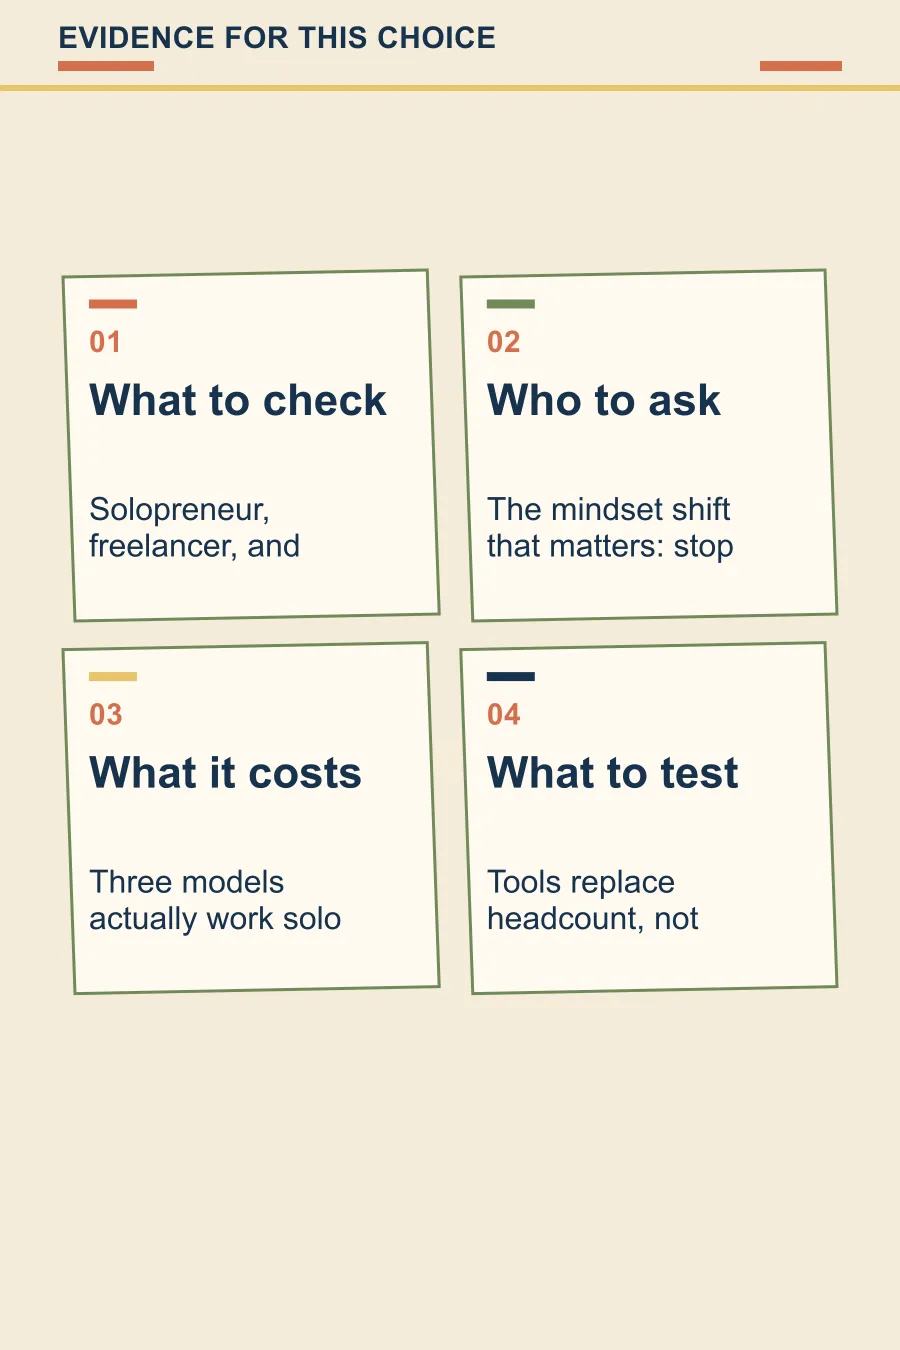 EVIDENCE FOR THIS CHOICE
01
What to check
Solopreneur,
freelancer, and
02
Who to ask
The mindset shift
that matters: stop
03
What it costs
Three models
actually work solo
04
What to test
Tools replace
headcount, not